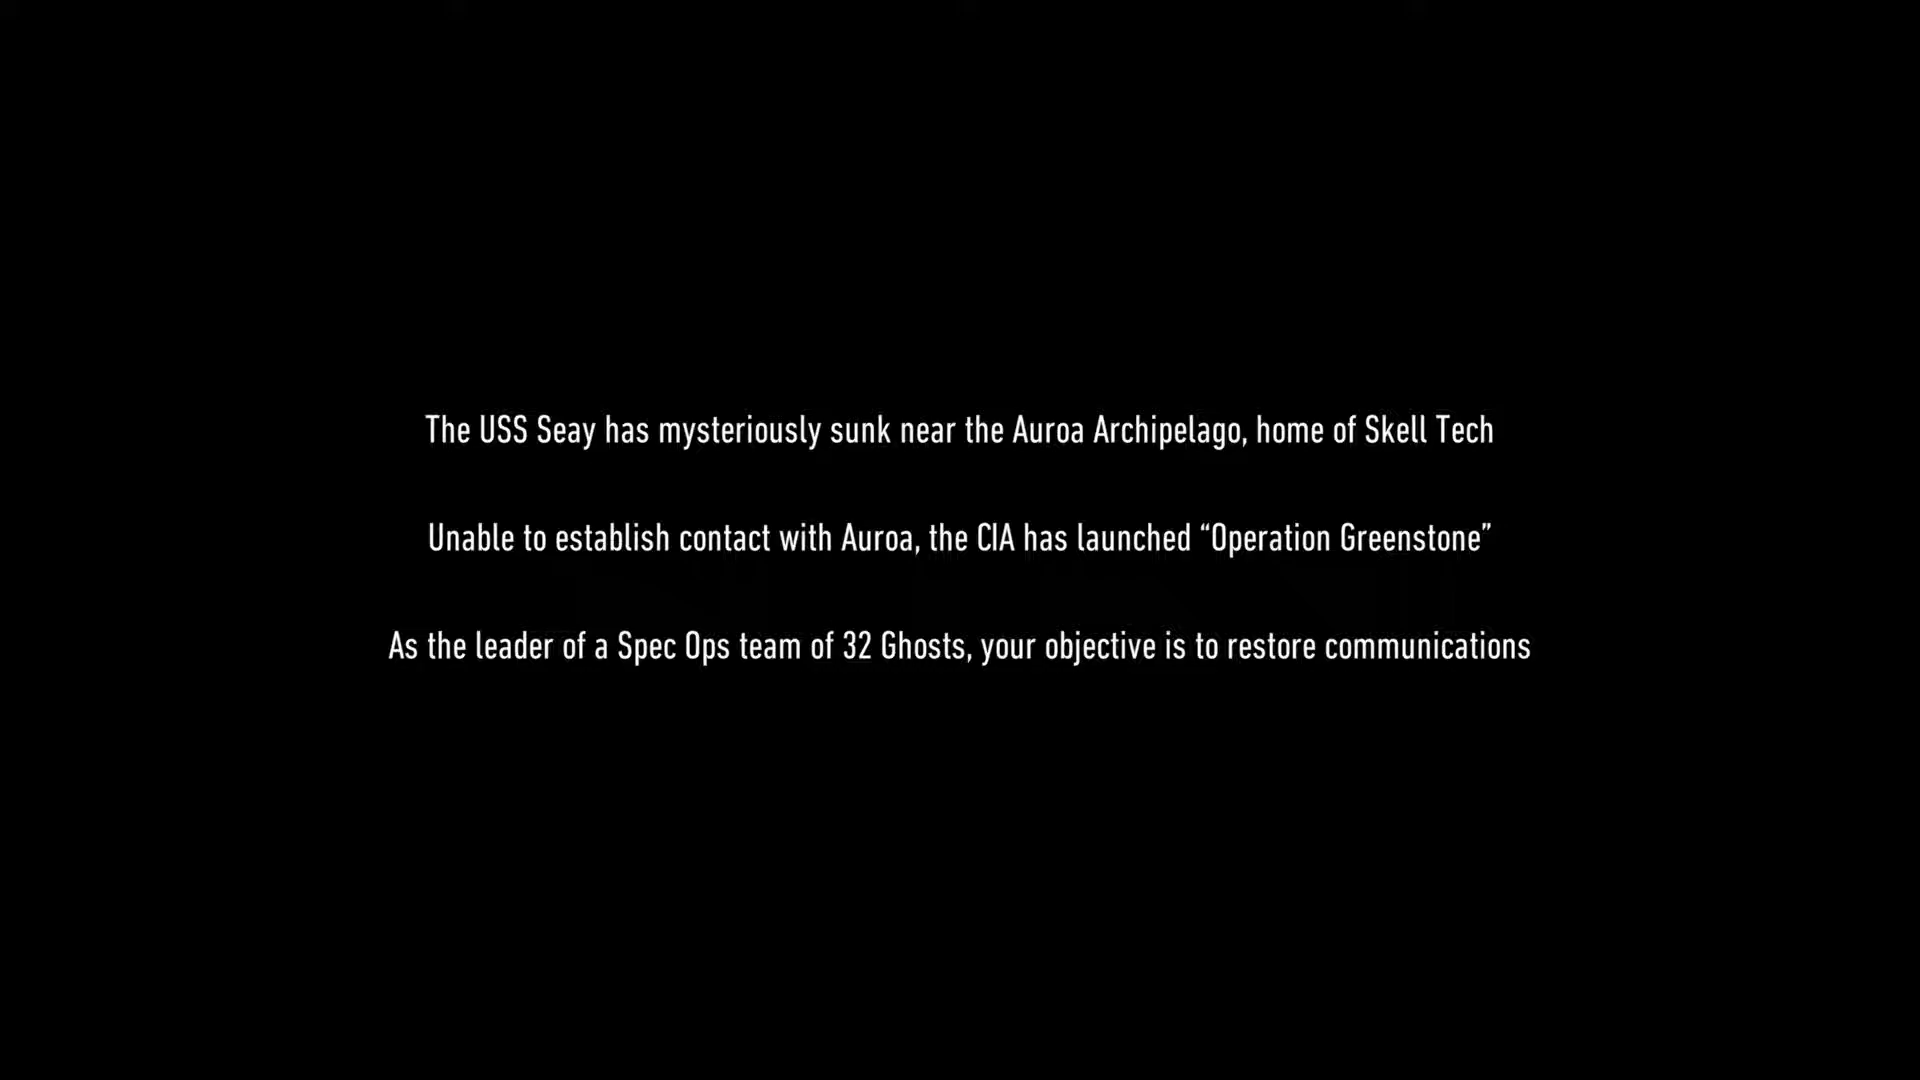 The USS Seay has mysteriously sunk near the Auroa Archipelago, home of Skell Tech
Unable to establish contact with Auroa, the CIA has launched “Operation Greenstone”
As the leader of a Spec Ops team of 32 Ghosts, your objective is to restore communications